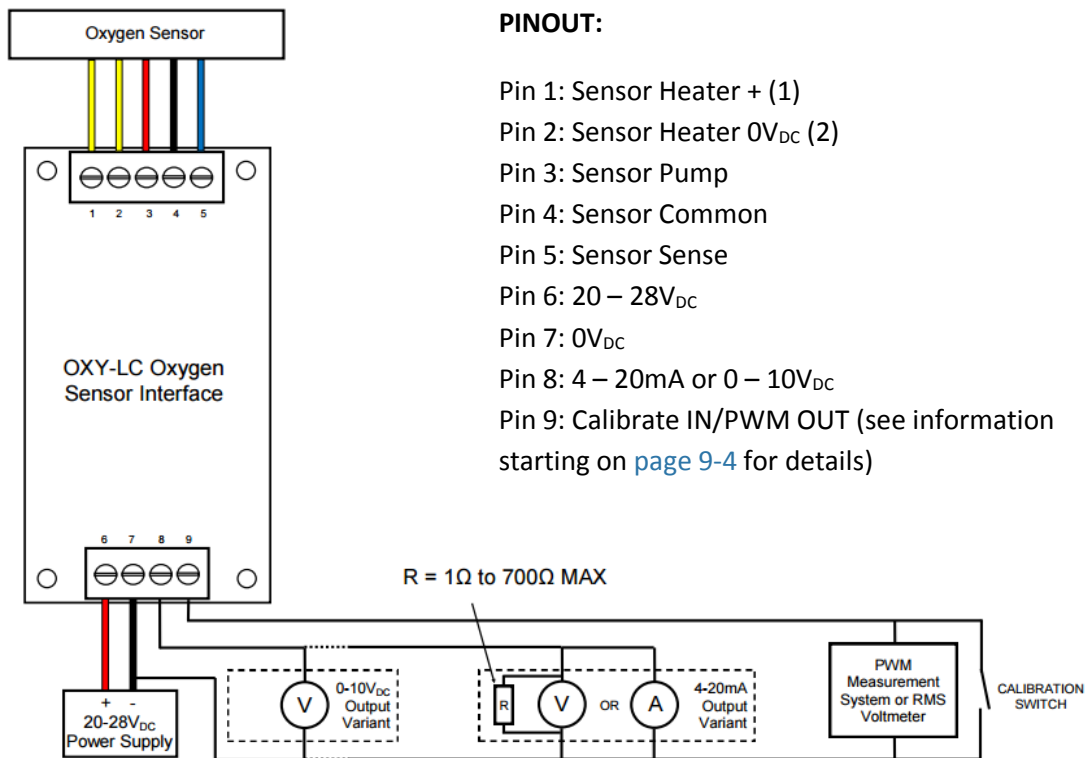 Oxygen Sensor
1 2 3 4 5
OXY-LC Oxygen
Sensor Interface
6 7 8 9
+ -
20-28VDC
Power Supply
PINOUT:
Pin 1: Sensor Heater + (1)
Pin 2: Sensor Heater 0VDC (2)
Pin 3: Sensor Pump
Pin 4: Sensor Common
Pin 5: Sensor Sense
Pin 6: 20 – 28VDC
Pin 7: 0VDC
Pin 8: 4 – 20mA or 0 – 10VDC
Pin 9: Calibrate IN/PWM OUT (see information
starting on page 9-4 for details)
R = 1Ω to 700Ω MAX
V
0-10VDC
Output
Variant
R
V
OR
A
4-20mA
Output
Variant
PWM
Measurement
System or RMS
Voltmeter
CALIBRATION
SWITCH